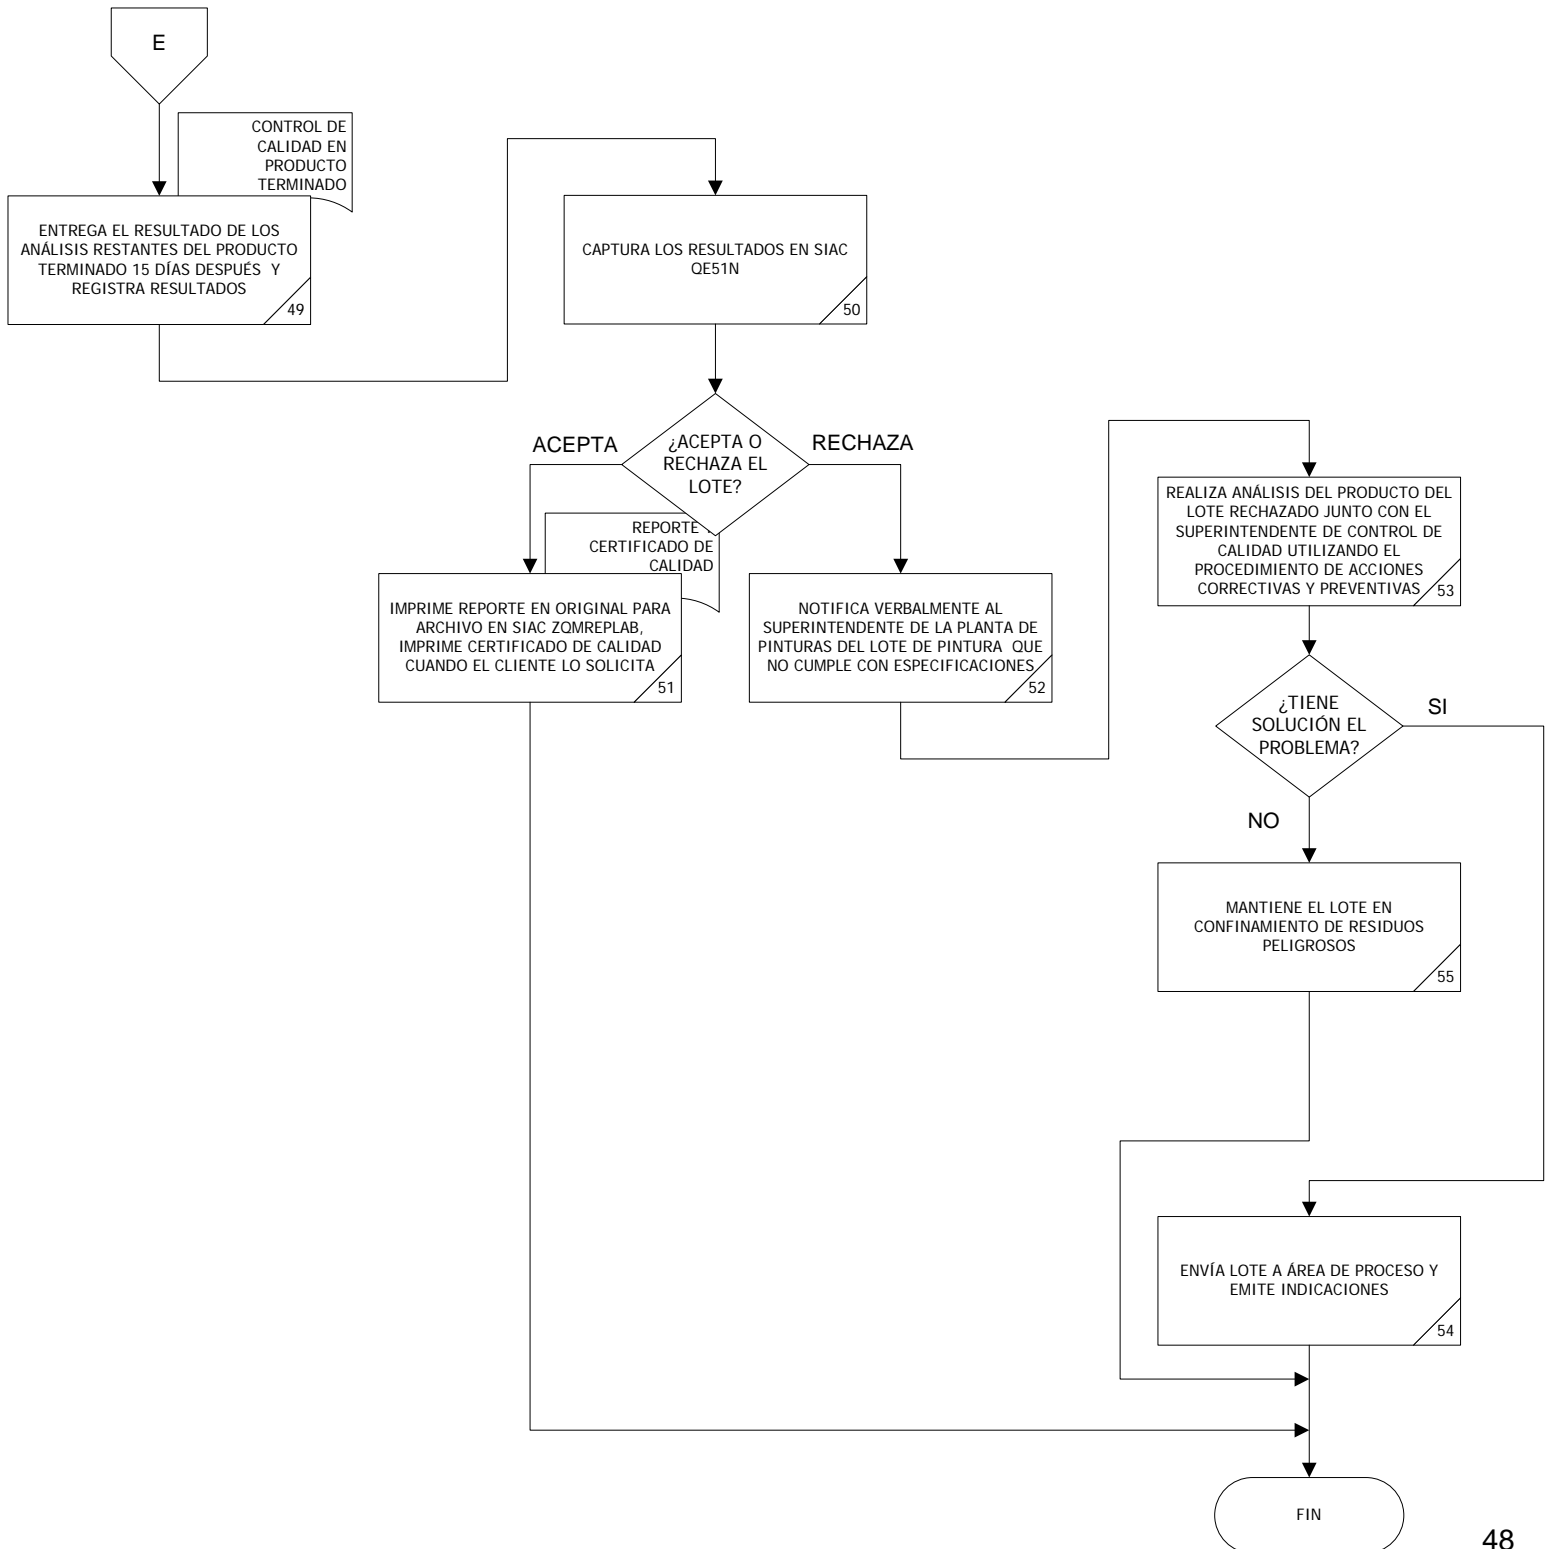 E
CONTROL DE
CALIDAD EN
PRODUCTO
TERMINADO
ENTREGA EL RESULTADO DE LOS
ANÁLISIS RESTANTES DEL PRODUCTO
TERMINADO 15 DÍAS DESPUÉS Y
REGISTRA RESULTADOS
49
CAPTURA LOS RESULTADOS EN SIAC
QE51N
50
¿ACEPTA O
RECHAZA EL
LOTE?
ACEPTA
RECHAZA
REPORTE
CERTIFICADO DE
CALIDAD
IMPRIME REPORTE EN ORIGINAL PARA
ARCHIVO EN SIAC ZQMREPLAB,
IMPRIME CERTIFICADO DE CALIDAD
CUANDO EL CLIENTE LO SOLICITA
51
NOTIFICA VERBALMENTE AL
SUPERINTENDENTE DE LA PLANTA DE
PINTURAS DEL LOTE DE PINTURA QUE
NO CUMPLE CON ESPECIFICACIONES
52
REALIZA ANÁLISIS DEL PRODUCTO DEL
LOTE RECHAZADO JUNTO CON EL
SUPERINTENDENTE DE CONTROL DE
CALIDAD UTILIZANDO EL
PROCEDIMIENTO DE ACCIONES
CORRECTIVAS Y PREVENTIVAS
53
¿TIENE
SOLUCIÓN EL
PROBLEMA?
SI
NO
MANTIENE EL LOTE EN
CONFINAMIENTO DE RESIDUOS
PELIGROSOS
55
ENVÍA LOTE A ÁREA DE PROCESO Y
EMITE INDICACIONES
54
FIN
48